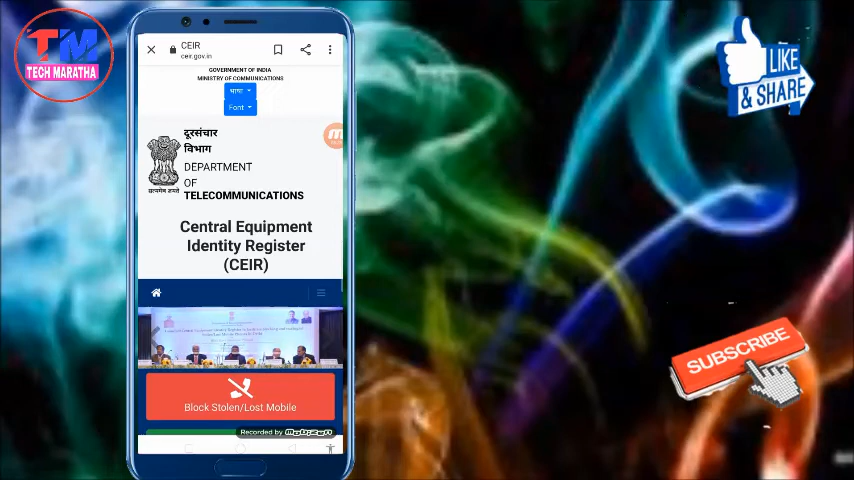 TM
TECH MARATHA
CEIR
ceir.gov.in
GOVERNMENT OF INDIA
MINISTRY OF COMMUNICATIONS
भाषा
Font
दूरसंचार
विभाग
DEPARTMENT
OF
TELECOMMUNICATIONS
सत्यमेव जयते
Central Equipment
Identity Register
(CEIR)
Block Stolen/Lost Mobile
Recorded by Mobizen
LIKE
& SHARE
SUBSCRIBE